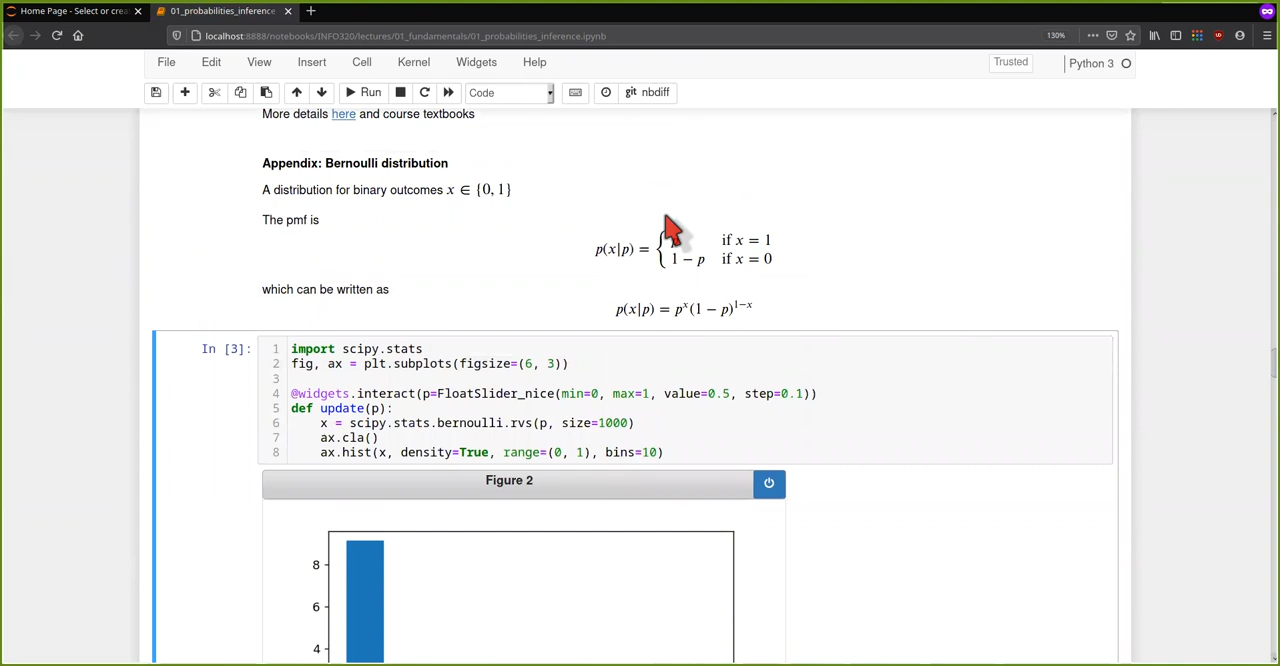 Home Page - Select or crea
01_probabilities_inference
localhost:8888/notebooks/INFO320/lectures/01_fundamentals/01_probabilities_inference.ipynb
130%
File Edit View Insert Cell Kernel Widgets Help
Trusted
Python 3
Run
Code
git nbdiff
More details here and course textbooks
Appendix: Bernoulli distribution
A distribution for binary outcomes x ∈ {0, 1}
The pmf is
if x = 1
p(x|p) = {
1 − p if x = 0
which can be written as
p(x|p) = p^x(1 − p)^{1−x}
In [3]:
1 import scipy.stats
2 fig, ax = plt.subplots(figsize=(6, 3))
3
4 @widgets.interact(p=FloatSlider_nice(min=0, max=1, value=0.5, step=0.1))
5 def update(p):
6 x = scipy.stats.bernoulli.rvs(p, size=1000)
7 ax.cla()
8 ax.hist(x, density=True, range=(0, 1), bins=10)
Figure 2
8
6
4